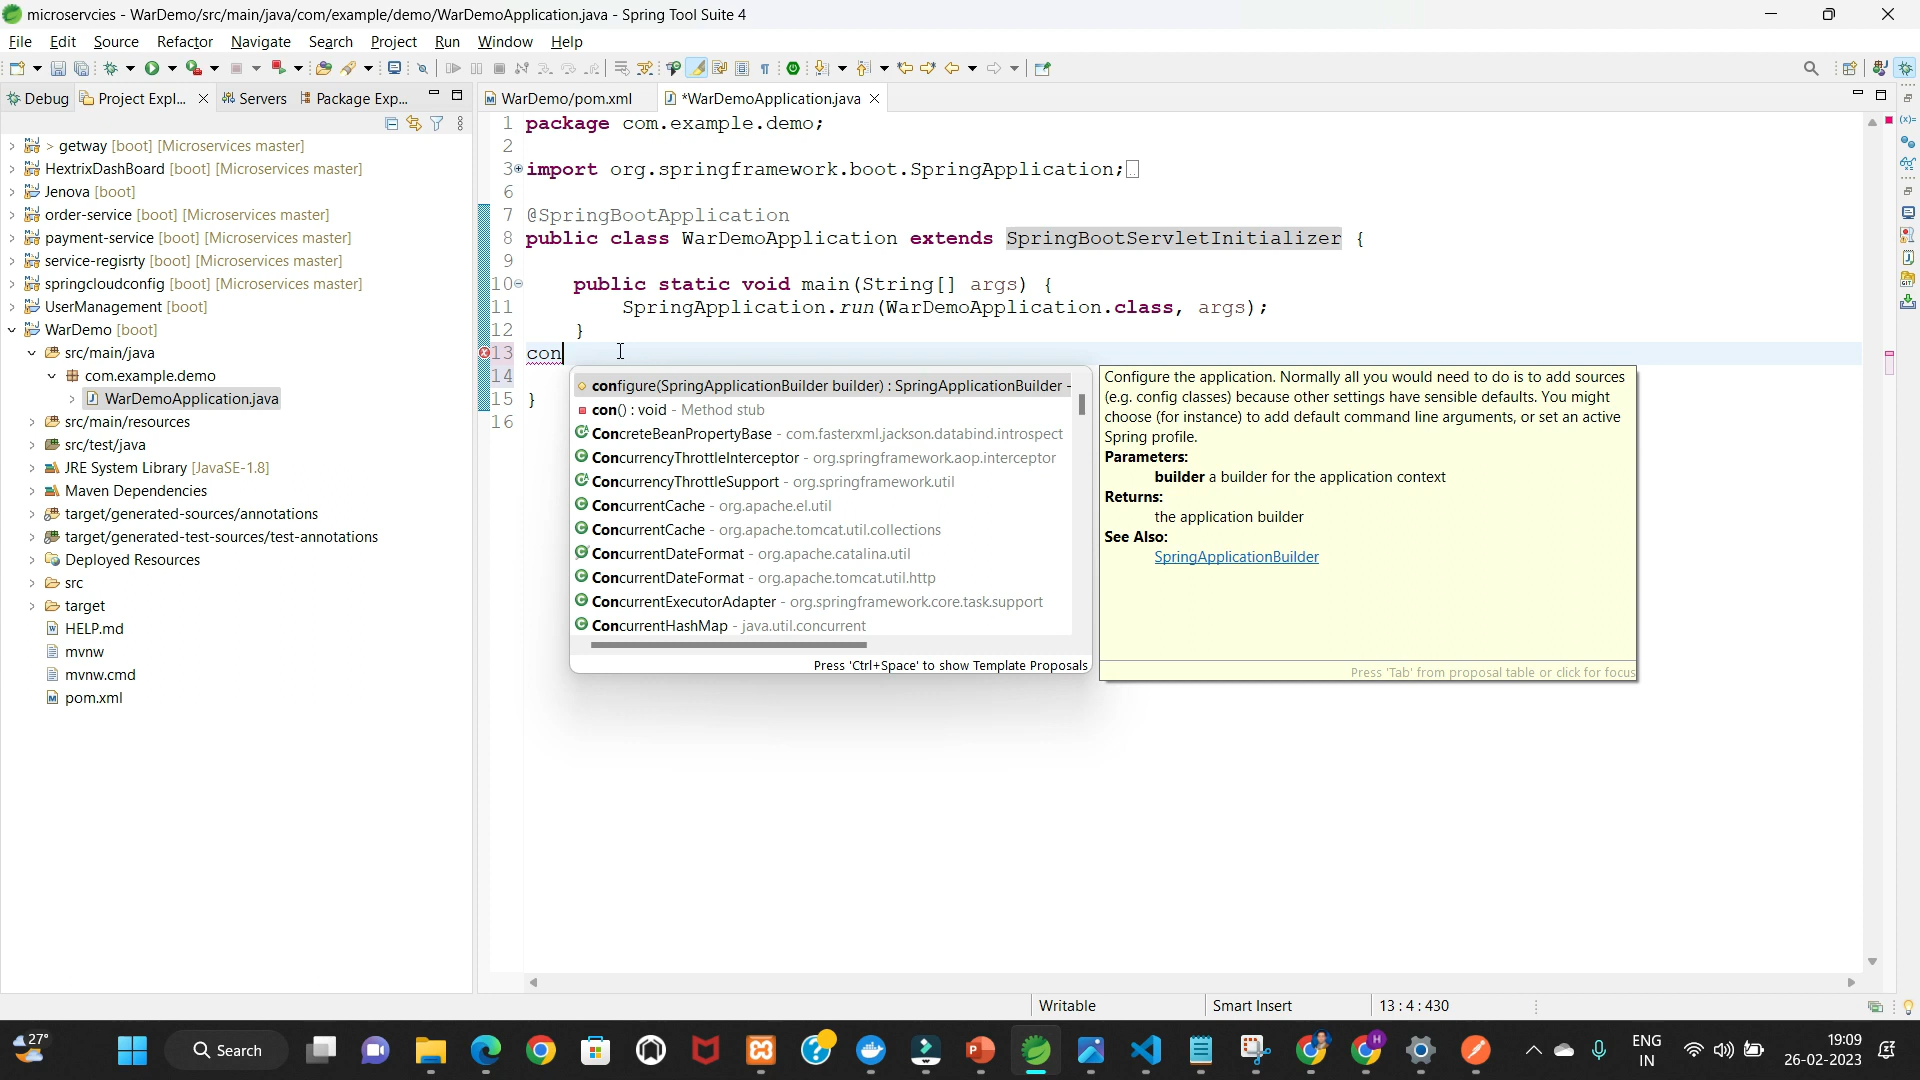 microservcies - WarDemo/src/main/java/com/example/demo/WarDemoApplication.java - Spring Tool Suite 4
File Edit Source Refactor Navigate Search Project Run Window Help
Debug Project Expl... Servers Package Exp... WarDemo/pom.xml *WarDemoApplication.java
> getway [boot] [Microservices master]
HextrixDashBoard [boot] [Microservices master]
Jenova [boot]
order-service [boot] [Microservices master]
payment-service [boot] [Microservices master]
service-regisrty [boot] [Microservices master]
springcloudconfig [boot] [Microservices master]
UserManagement [boot]
WarDemo [boot]
src/main/java
com.example.demo
WarDemoApplication.java
src/main/resources
src/test/java
JRE System Library [JavaSE-1.8]
Maven Dependencies
target/generated-sources/annotations
target/generated-test-sources/test-annotations
Deployed Resources
src
target
HELP.md
mvnw
mvnw.cmd
pom.xml
1 package com.example.demo;
2
3 import org.springframework.boot.SpringApplication;
6
7 @SpringBootApplication
8 public class WarDemoApplication extends SpringBootServletInitializer {
9
10 public static void main(String[] args) {
11 SpringApplication.run(WarDemoApplication.class, args);
12 }
13 con
14
15 }
16
configure(SpringApplicationBuilder builder) : SpringApplicationBuilder -
con() : void - Method stub
ConcreteBeanPropertyBase - com.fasterxml.jackson.databind.introspect
ConcurrencyThrottleInterceptor - org.springframework.aop.interceptor
ConcurrencyThrottleSupport - org.springframework.util
ConcurrentCache - org.apache.el.util
ConcurrentCache - org.apache.tomcat.util.collections
ConcurrentDateFormat - org.apache.catalina.util
ConcurrentDateFormat - org.apache.tomcat.util.http
ConcurrentExecutorAdapter - org.springframework.core.task.support
ConcurrentHashMap - java.util.concurrent
Press 'Ctrl+Space' to show Template Proposals
Configure the application. Normally all you would need to do is to add sources
(e.g. config classes) because other settings have sensible defaults. You might
choose (for instance) to add default command line arguments, or set an active
Spring profile.
Parameters:
builder a builder for the application context
Returns:
the application builder
See Also:
SpringApplicationBuilder
Press 'Tab' from proposal table or click for focus
Writable Smart Insert 13 : 4 : 430
27° Search ENG 19:09
IN 26-02-2023